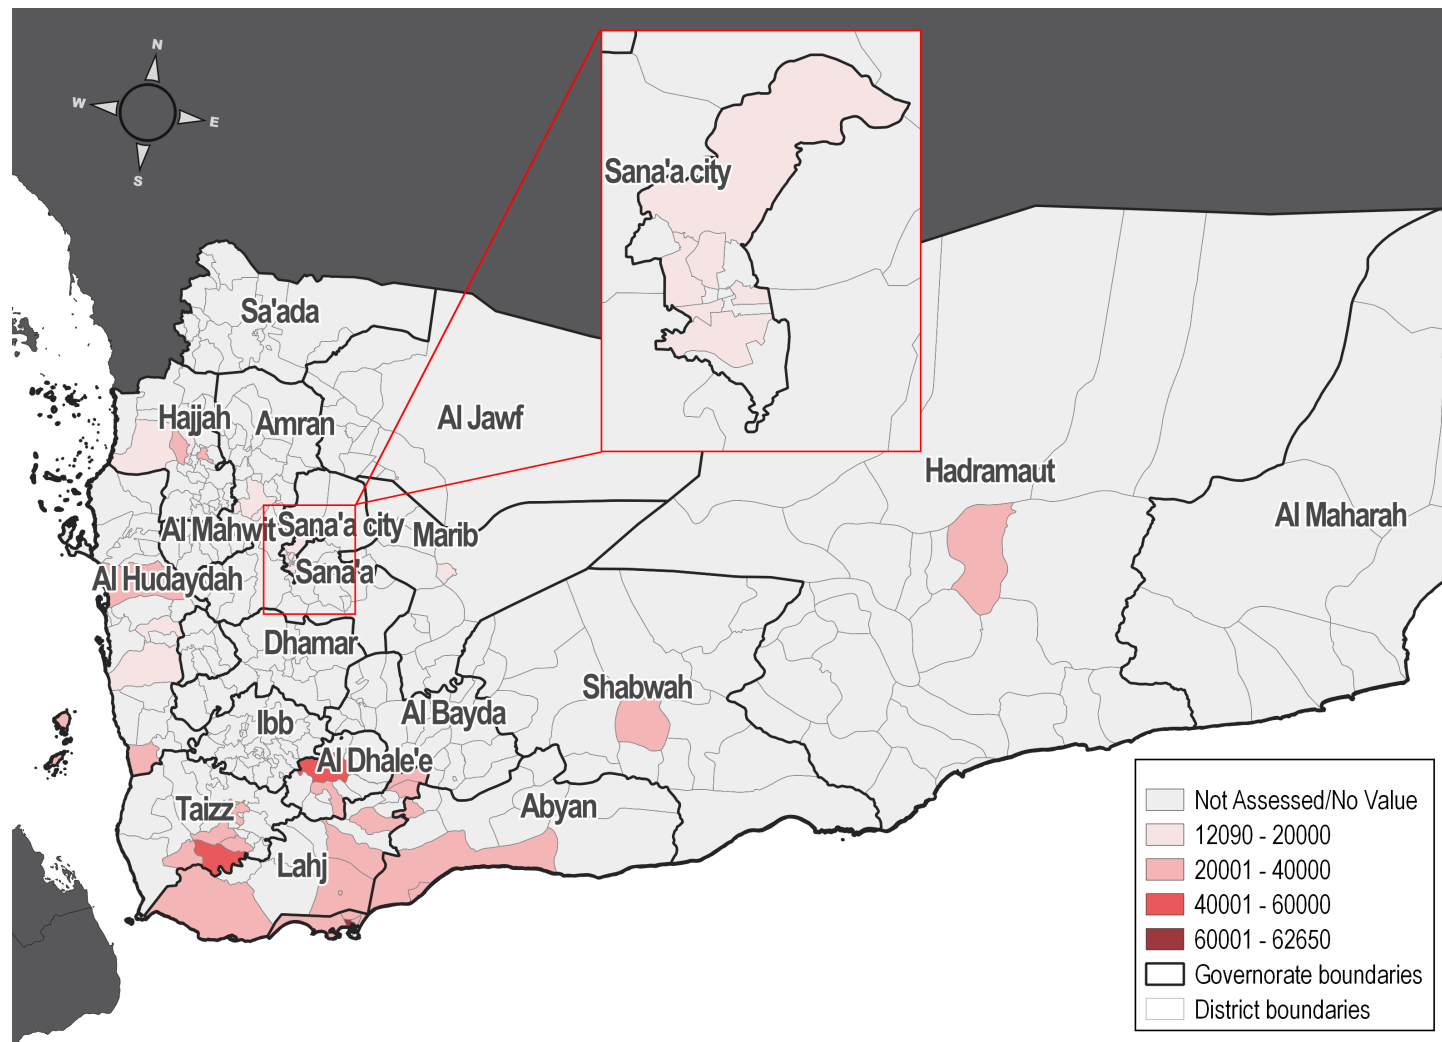 N
W
E
S
Sana'a city
Sa'ada
Hajjah
Amran
Al Jawf
Hadramaut
Al Maharah
Al Mahwit
Sana'a city
Marib
Al Hudaydah
Sana'a
Dhamar
Shabwah
Ibb
Al Bayda
Al Dhale'e
Taizz
Abyan
Lahj
Not Assessed/No Value
12090 - 20000
20001 - 40000
40001 - 60000
60001 - 62650
Governorate boundaries
District boundaries